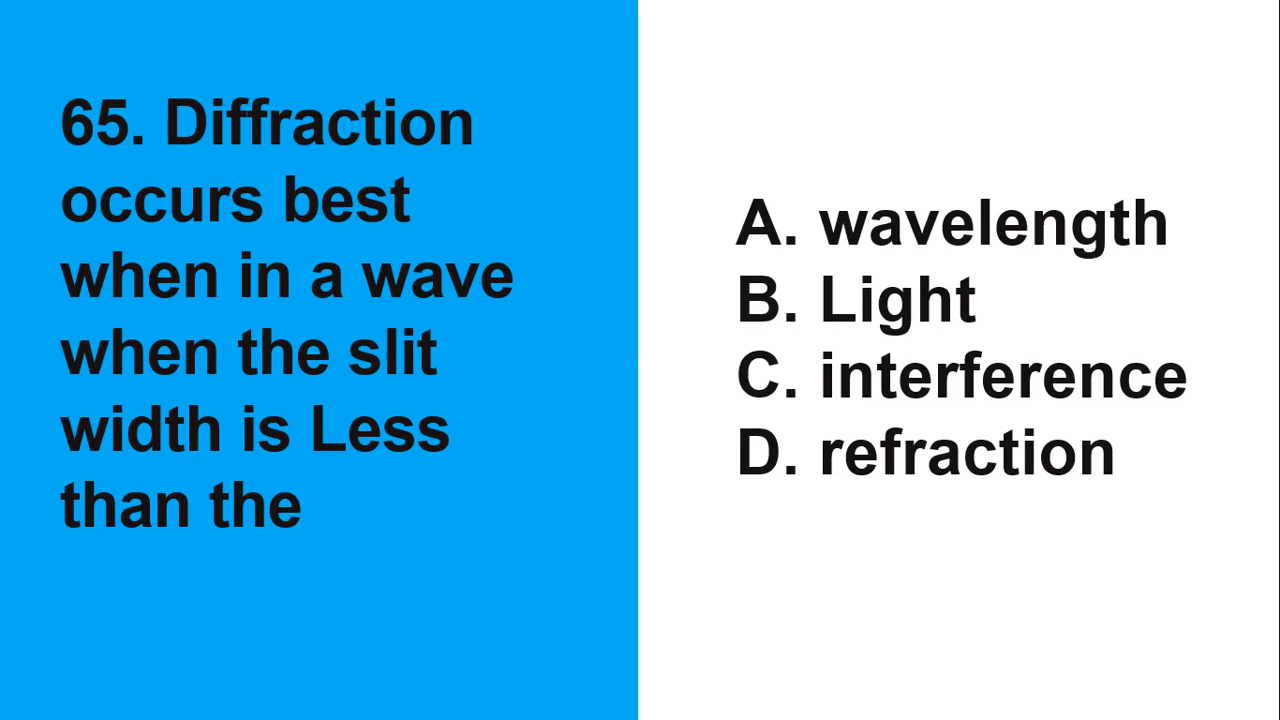 65. Diffraction
occurs best
when in a wave
when the slit
width is Less
than the
A. wavelength
B. Light
C. interference
D. refraction